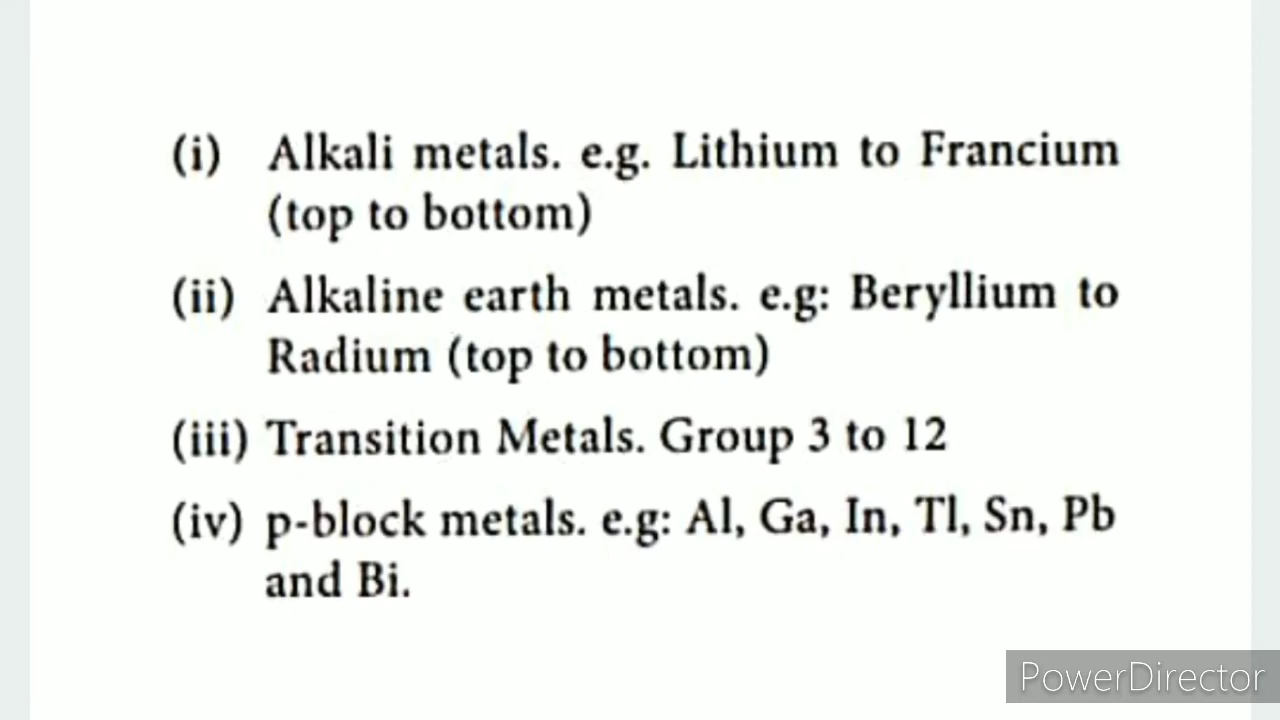 (i) Alkali metals. e.g. Lithium to Francium
(top to bottom)
(ii) Alkaline earth metals. e.g: Beryllium to
Radium (top to bottom)
(iii) Transition Metals. Group 3 to 12
(iv) p-block metals. e.g: Al, Ga, In, Tl, Sn, Pb
and Bi.
PowerDirector